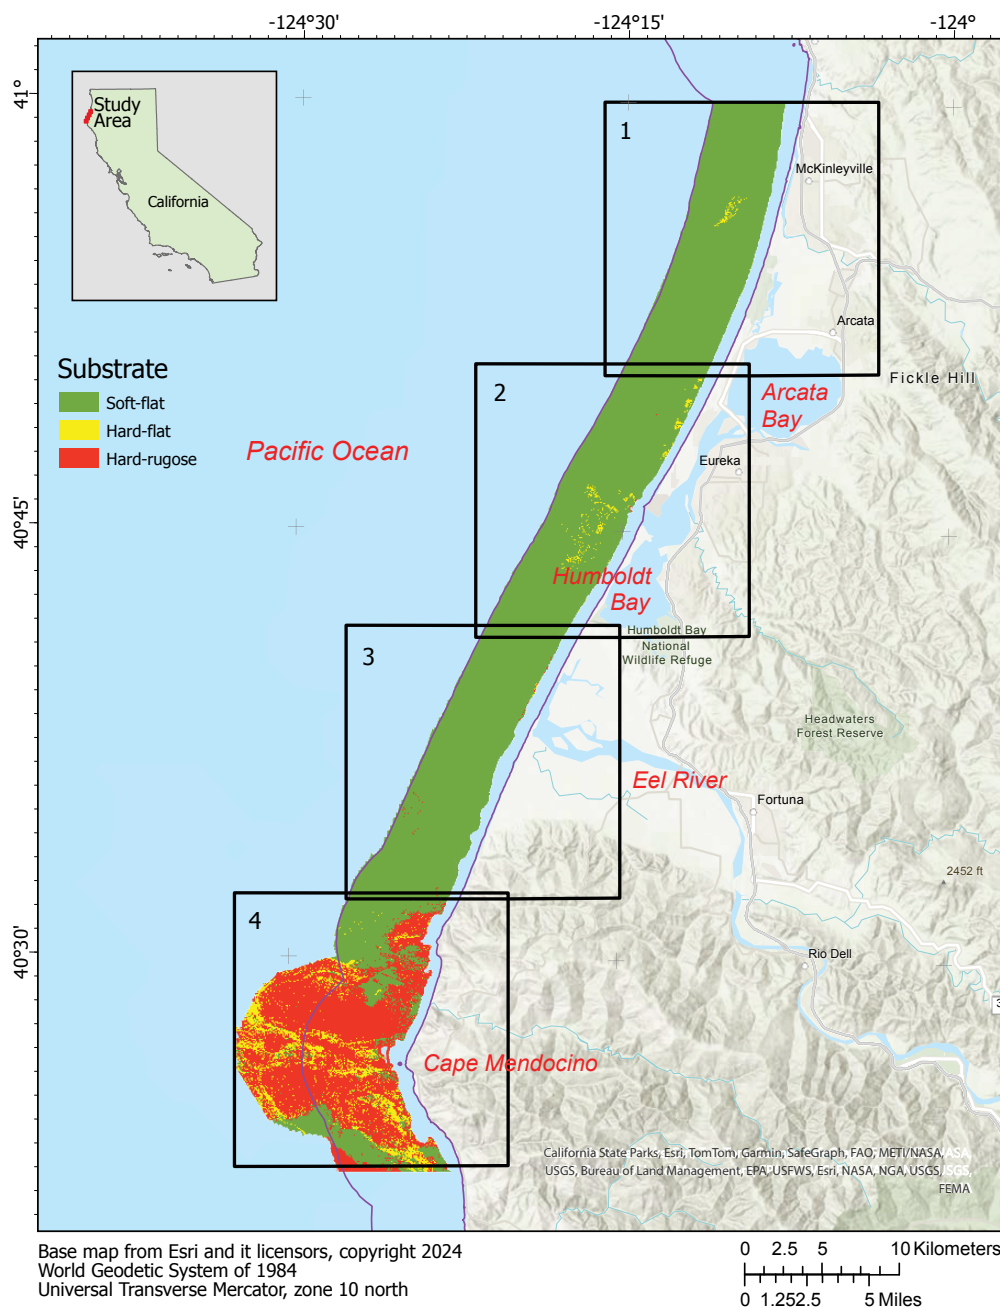 -124°30'
-124°15'
-124°
41°
40°45'
40°30'
Study
Area
California
Substrate
Soft-flat
Hard-flat
Hard-rugose
Pacific Ocean
1
2
3
4
McKinleyville
Arcata
Fickle Hill
Arcata
Bay
Eureka
Humboldt
Bay
Humboldt Bay
National
Wildlife Refuge
Headwaters
Forest Reserve
Eel River
Fortuna
2452 ft
Rio Dell
3
Cape Mendocino
California State Parks, Esri, TomTom, Garmin, SafeGraph, FAO, METI/NASA,
USGS, Bureau of Land Management, EPA, USFWS, Esri, NASA, NGA, USGS,
FEMA
Base map from Esri and it licensors, copyright 2024
World Geodetic System of 1984
Universal Transverse Mercator, zone 10 north
0 2.5 5 10 Kilometers
0 1.252.5 5 Miles